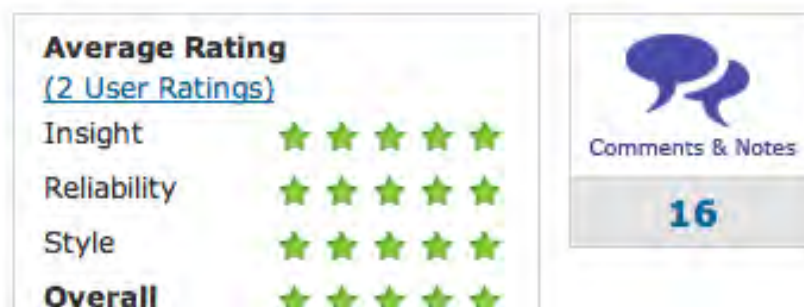 Average Rating
(2 User Ratings)
Insight
Reliability
Style
Overall
Comments & Notes
16